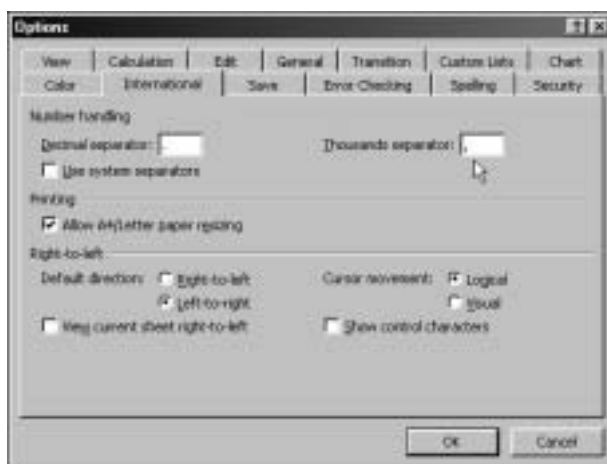 Options
View Calculation Edit General Transition Custom Lists Chart
Color International Save Error Checking Spelling Security
Number handling
Decimal separator: . Thousands separator: ,
Use system separators
Printing
Allow A4/Letter paper resizing
Right-to-left
Default direction: Right-to-left Cursor movement: Logical
Left-to-right Visual
View current sheet right-to-left Show control characters
OK Cancel